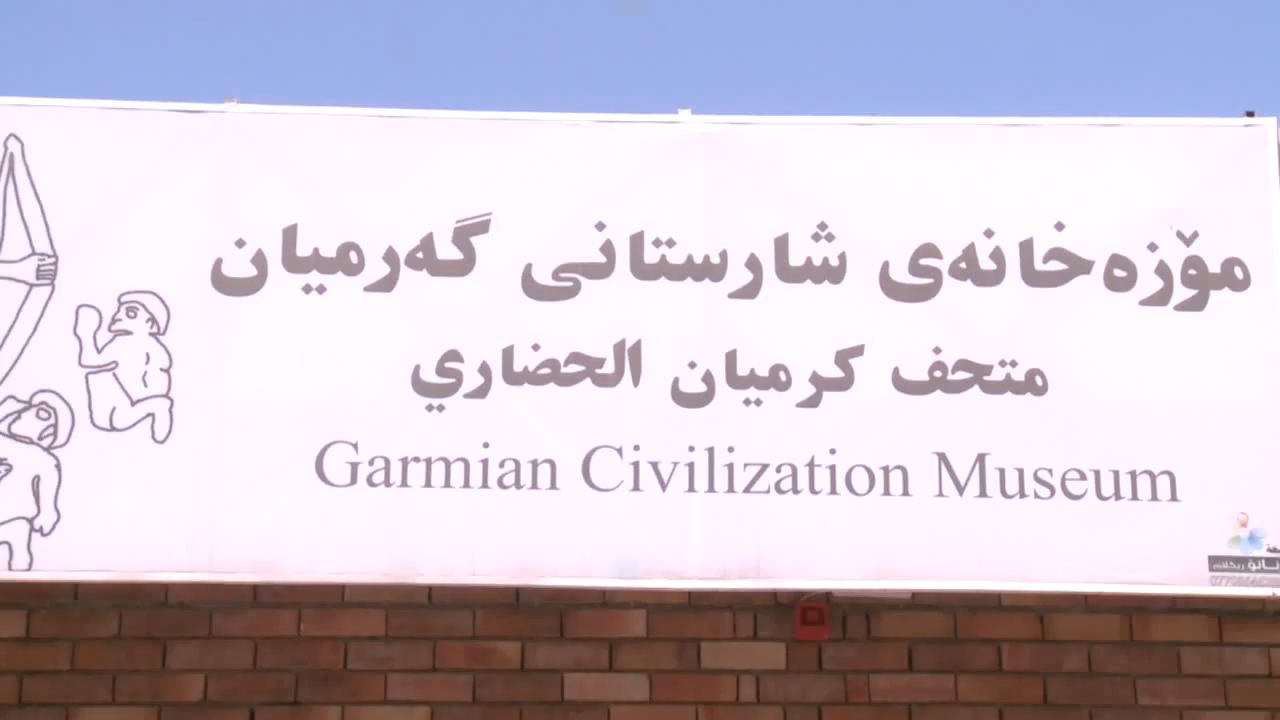 مۆزەخانەی شارستانی گەرمیان
متحف كرميان الحضاري
Garmian Civilization Museum